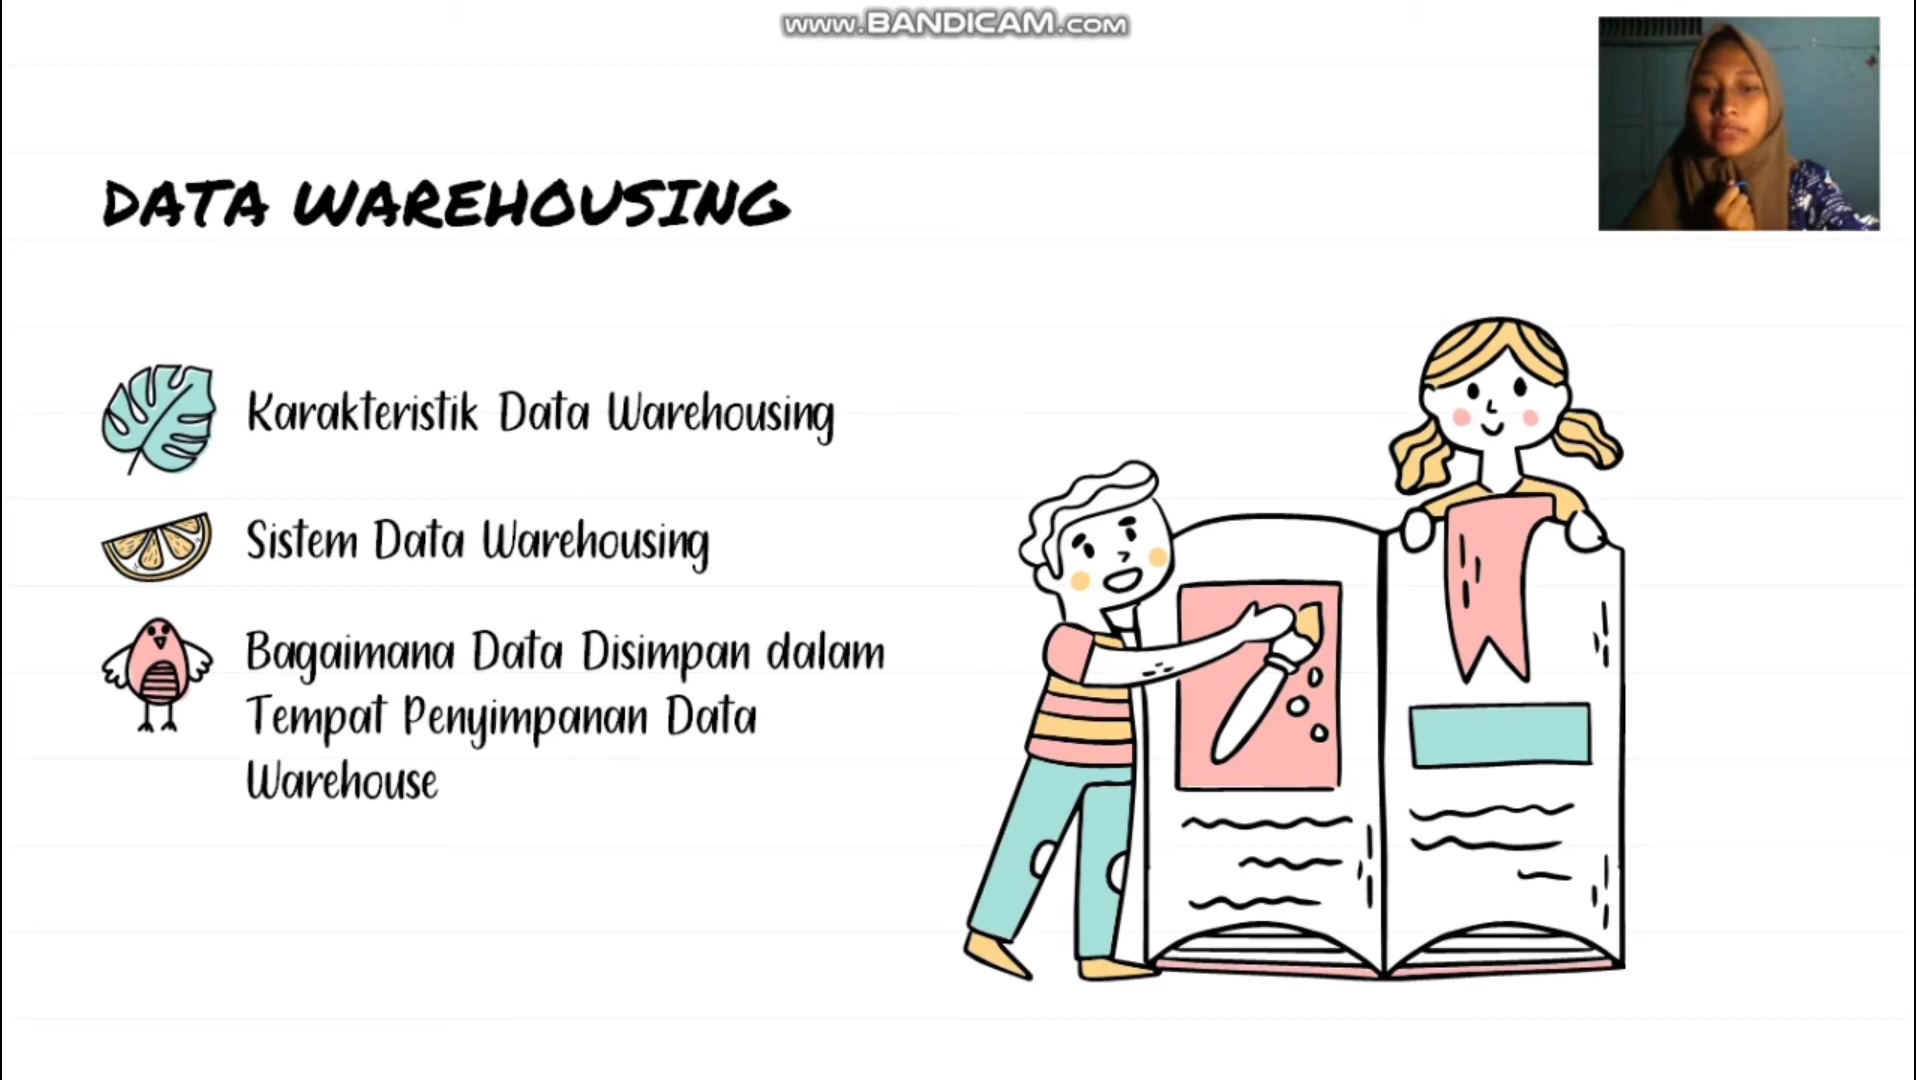 www.BANDICAM.com
DATA WAREHOUSING
Karakteristik Data Warehousing
Sistem Data Warehousing
Bagaimana Data Disimpan dalam
Tempat Penyimpanan Data
Warehouse